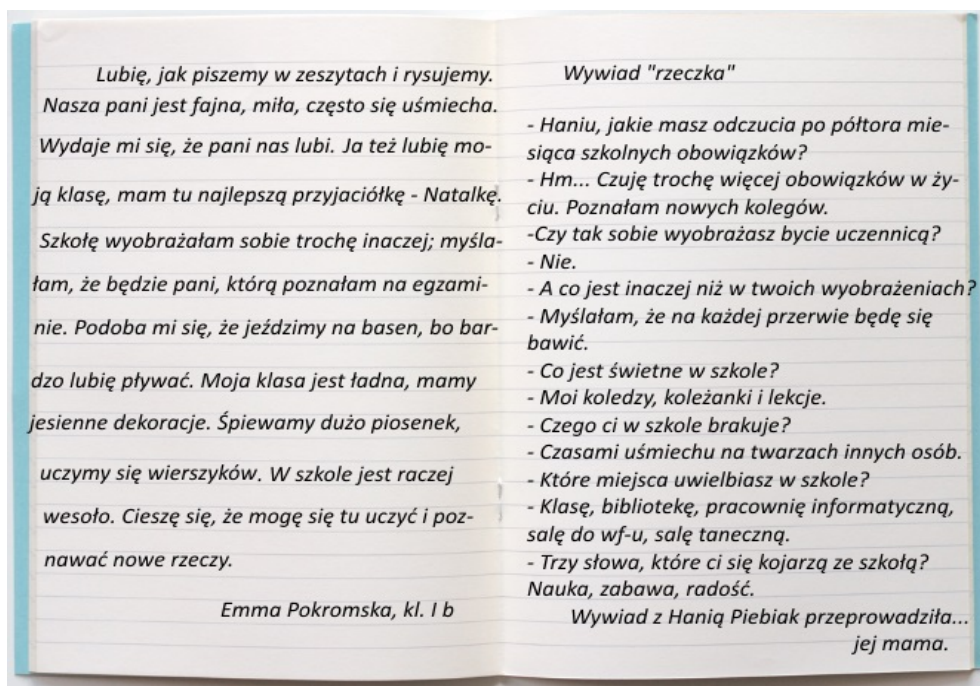 Lubię, jak piszemy w zeszytach i rysujemy.
Nasza pani jest fajna, miła, często się uśmiecha.
Wydaje mi się, że pani nas lubi. Ja też lubię mo-
ją klasę, mam tu najlepszą przyjaciółkę - Natalkę.
Szkołę wyobrażałam sobie trochę inaczej; myśla-
łam, że będzie pani, którą poznałam na egzami-
nie. Podoba mi się, że jeździmy na basen, bo bar-
dzo lubię pływać. Moja klasa jest ładna, mamy
jesienne dekoracje. Śpiewamy dużo piosenek,
uczymy się wierszyków. W szkole jest raczej
wesoło. Cieszę się, że mogę się tu uczyć i poz-
nawać nowe rzeczy.
Emma Pokromska, kl. I b
Wywiad "rzeczka"
- Haniu, jakie masz odczucia po półtora mie-
siąca szkolnych obowiązków?
- Hm... Czuję trochę więcej obowiązków w ży-
ciu. Poznałam nowych kolegów.
-Czy tak sobie wyobrażasz bycie uczennicą?
- Nie.
- A co jest inaczej niż w twoich wyobrażeniach?
- Myślałam, że na każdej przerwie będę się
bawić.
- Co jest świetne w szkole?
- Moi koledzy, koleżanki i lekcje.
- Czego ci w szkole brakuje?
- Czasami uśmiechu na twarzach innych osób.
- Które miejsca uwielbiasz w szkole?
- Klasę, bibliotekę, pracownię informatyczną,
salę do wf-u, salę taneczną.
- Trzy słowa, które ci się kojarzą ze szkołą?
Nauka, zabawa, radość.
Wywiad z Hanią Piebiak przeprowadziła...
jej mama.